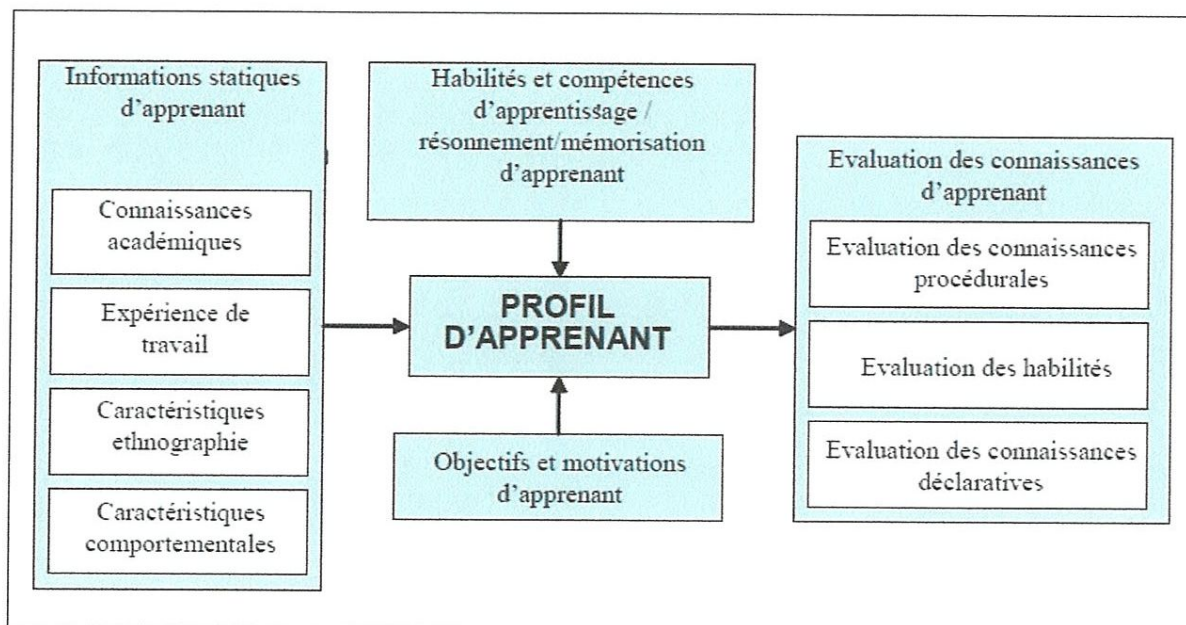 Informations statiques
d'apprenant
Connaissances
académiques
Expérience de
travail
Caractéristiques
ethnographie
Caractéristiques
comportementales
Habilités et compétences
d'apprentissage /
résonnement/mémorisation
d'apprenant
PROFIL
D'APPRENANT
Objectifs et motivations
d'apprenant
Evaluation des connaissances
d'apprenant
Evaluation des connaissances
procédurales
Evaluation des habilités
Evaluation des connaissances
déclaratives